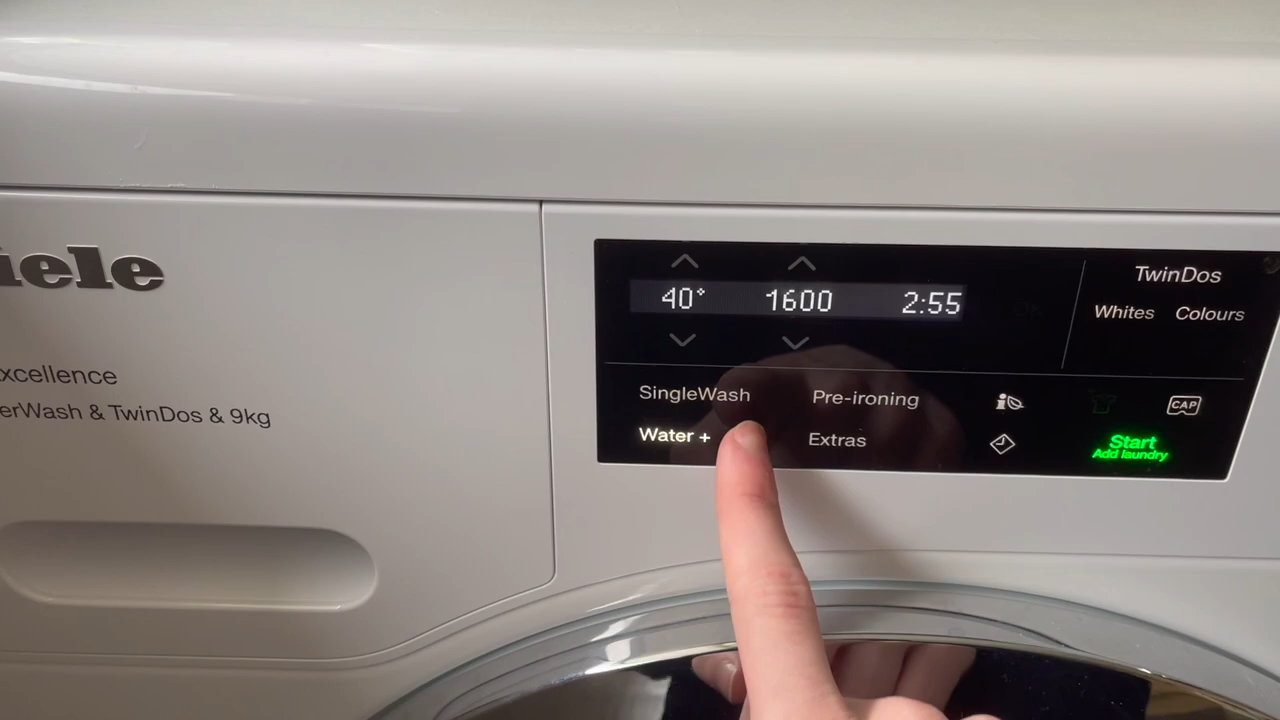 iele
xcellence
erWash & TwinDos & 9kg
40° 1600 2:55
TwinDos
Whites Colours
SingleWash Pre-ironing
CAP
Water + Extras
Start
Add laundry